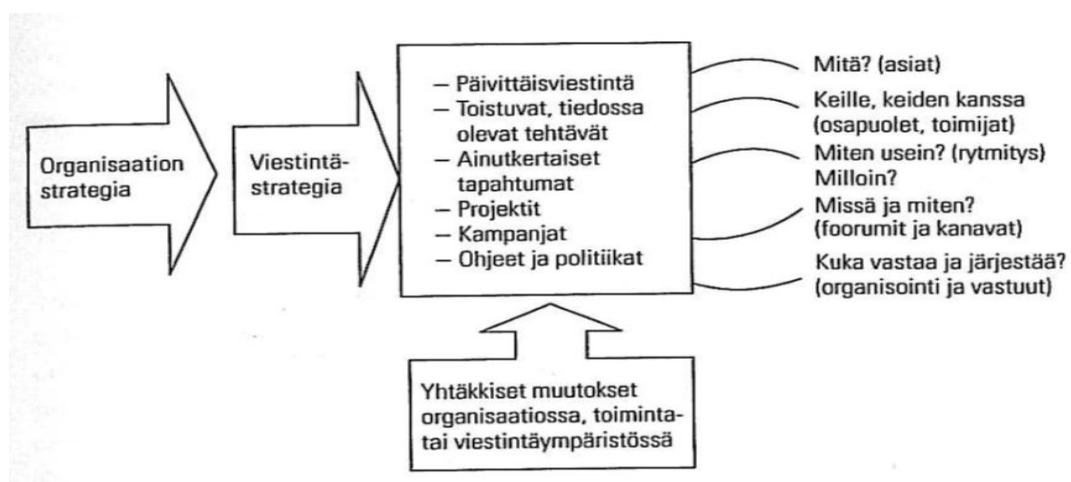 Organisaation
strategia
Viestintä-
strategia
– Päivittäisviestintä
– Toistuvat, tiedossa
olevat tehtävät
– Ainutkertaiset
tapahtumat
– Projektit
– Kampanjat
– Ohjeet ja politiikat
Mitä? (asiat)
Keille, keiden kanssa
(osapuolet, toimijat)
Miten usein? (rytmitys)
Milloin?
Missä ja miten?
(foorumit ja kanavat)
Kuka vastaa ja järjestää?
(organisointi ja vastuut)
Yhtäkkiset muutokset
organisaatiossa, toiminta-
tai viestintäympäristössä